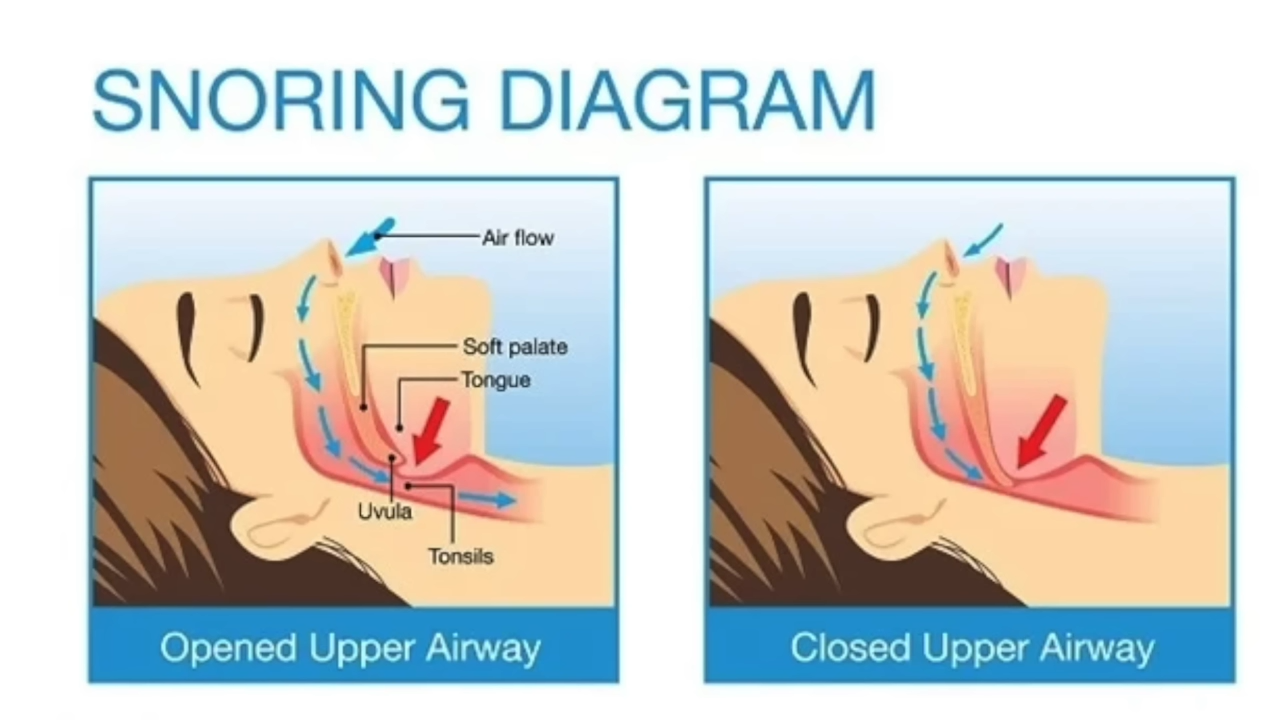 SNORING DIAGRAM
Air flow
Soft palate
Tongue
Uvula
Tonsils
Opened Upper Airway
Closed Upper Airway